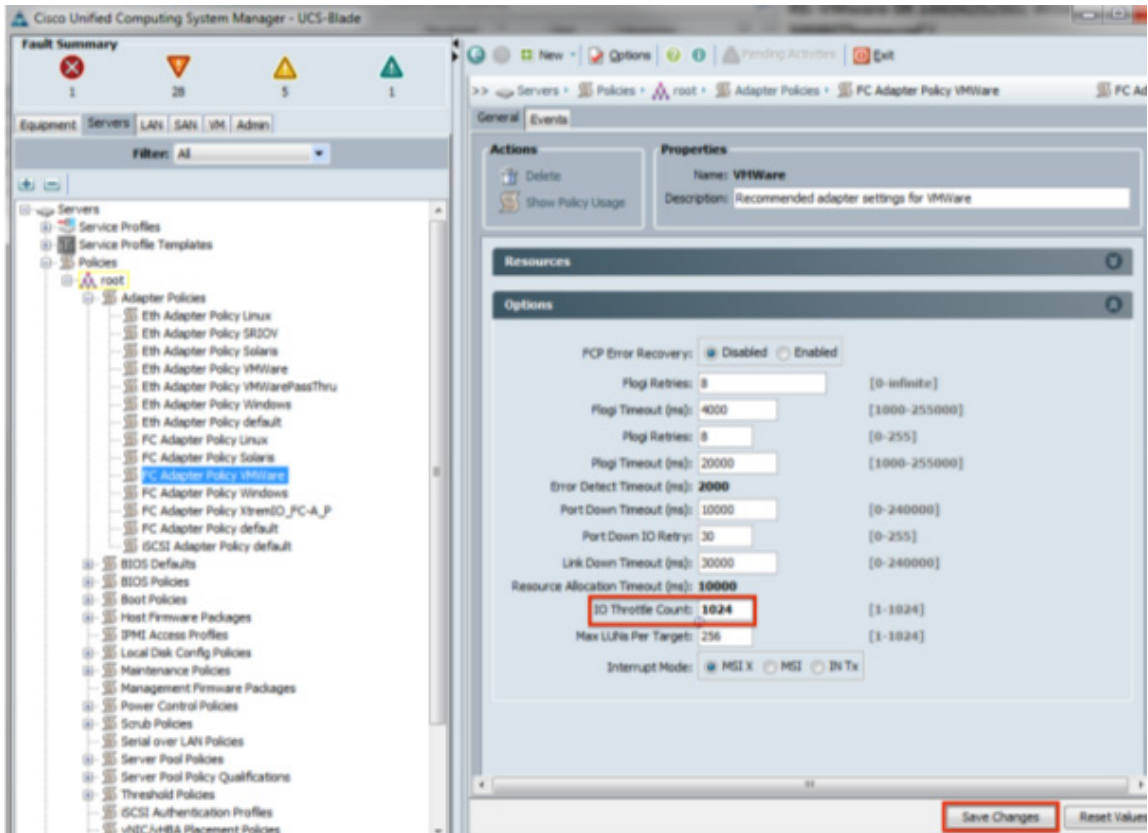 Cisco Unified Computing System Manager - UCS-Blade
Fault Summary
1 28 5 1
Equipment Servers LAN SAN VM Admin
Filter: All
Servers
Service Profiles
Service Profile Templates
Policies
root
Adapter Policies
Eth Adapter Policy Linux
Eth Adapter Policy SRIOV
Eth Adapter Policy Solaris
Eth Adapter Policy VMWare
Eth Adapter Policy VMWarePassThru
Eth Adapter Policy Windows
Eth Adapter Policy default
FC Adapter Policy Linux
FC Adapter Policy Solaris
FC Adapter Policy VMWare
FC Adapter Policy Windows
FC Adapter Policy XtremIO_FC-A_P
FC Adapter Policy default
iSCSI Adapter Policy default
BIOS Defaults
BIOS Policies
Boot Policies
Host Firmware Packages
IPMI Access Profiles
Local Disk Config Policies
Maintenance Policies
Management Firmware Packages
Power Control Policies
Scrub Policies
Serial over LAN Policies
Server Pool Policies
Server Pool Policy Qualifications
Threshold Policies
iSCSI Authentication Profiles
vNIC/vHBA Placement Policies
New Options Pending Activities Exit
>> Servers Policies root Adapter Policies FC Adapter Policy VMWare FC Ad
General Events
Actions
Delete
Show Policy Usage
Properties
Name: VMWare
Description: Recommended adapter settings for VMWare
Resources
Options
FCP Error Recovery: Disabled Enabled
Flogi Retries: 8 [0-infinite]
Flogi Timeout (ms): 4000 [1000-255000]
Plogi Retries: 8 [0-255]
Plogi Timeout (ms): 20000 [1000-255000]
Error Detect Timeout (ms): 2000
Port Down Timeout (ms): 10000 [0-240000]
Port Down IO Retry: 30 [0-255]
Link Down Timeout (ms): 30000 [0-240000]
Resource Allocation Timeout (ms): 10000
IO Throttle Count: 1024 [1-1024]
Max LUNs Per Target: 256 [1-1024]
Interrupt Mode: MSI X MSI IN Tx
Save Changes Reset Values